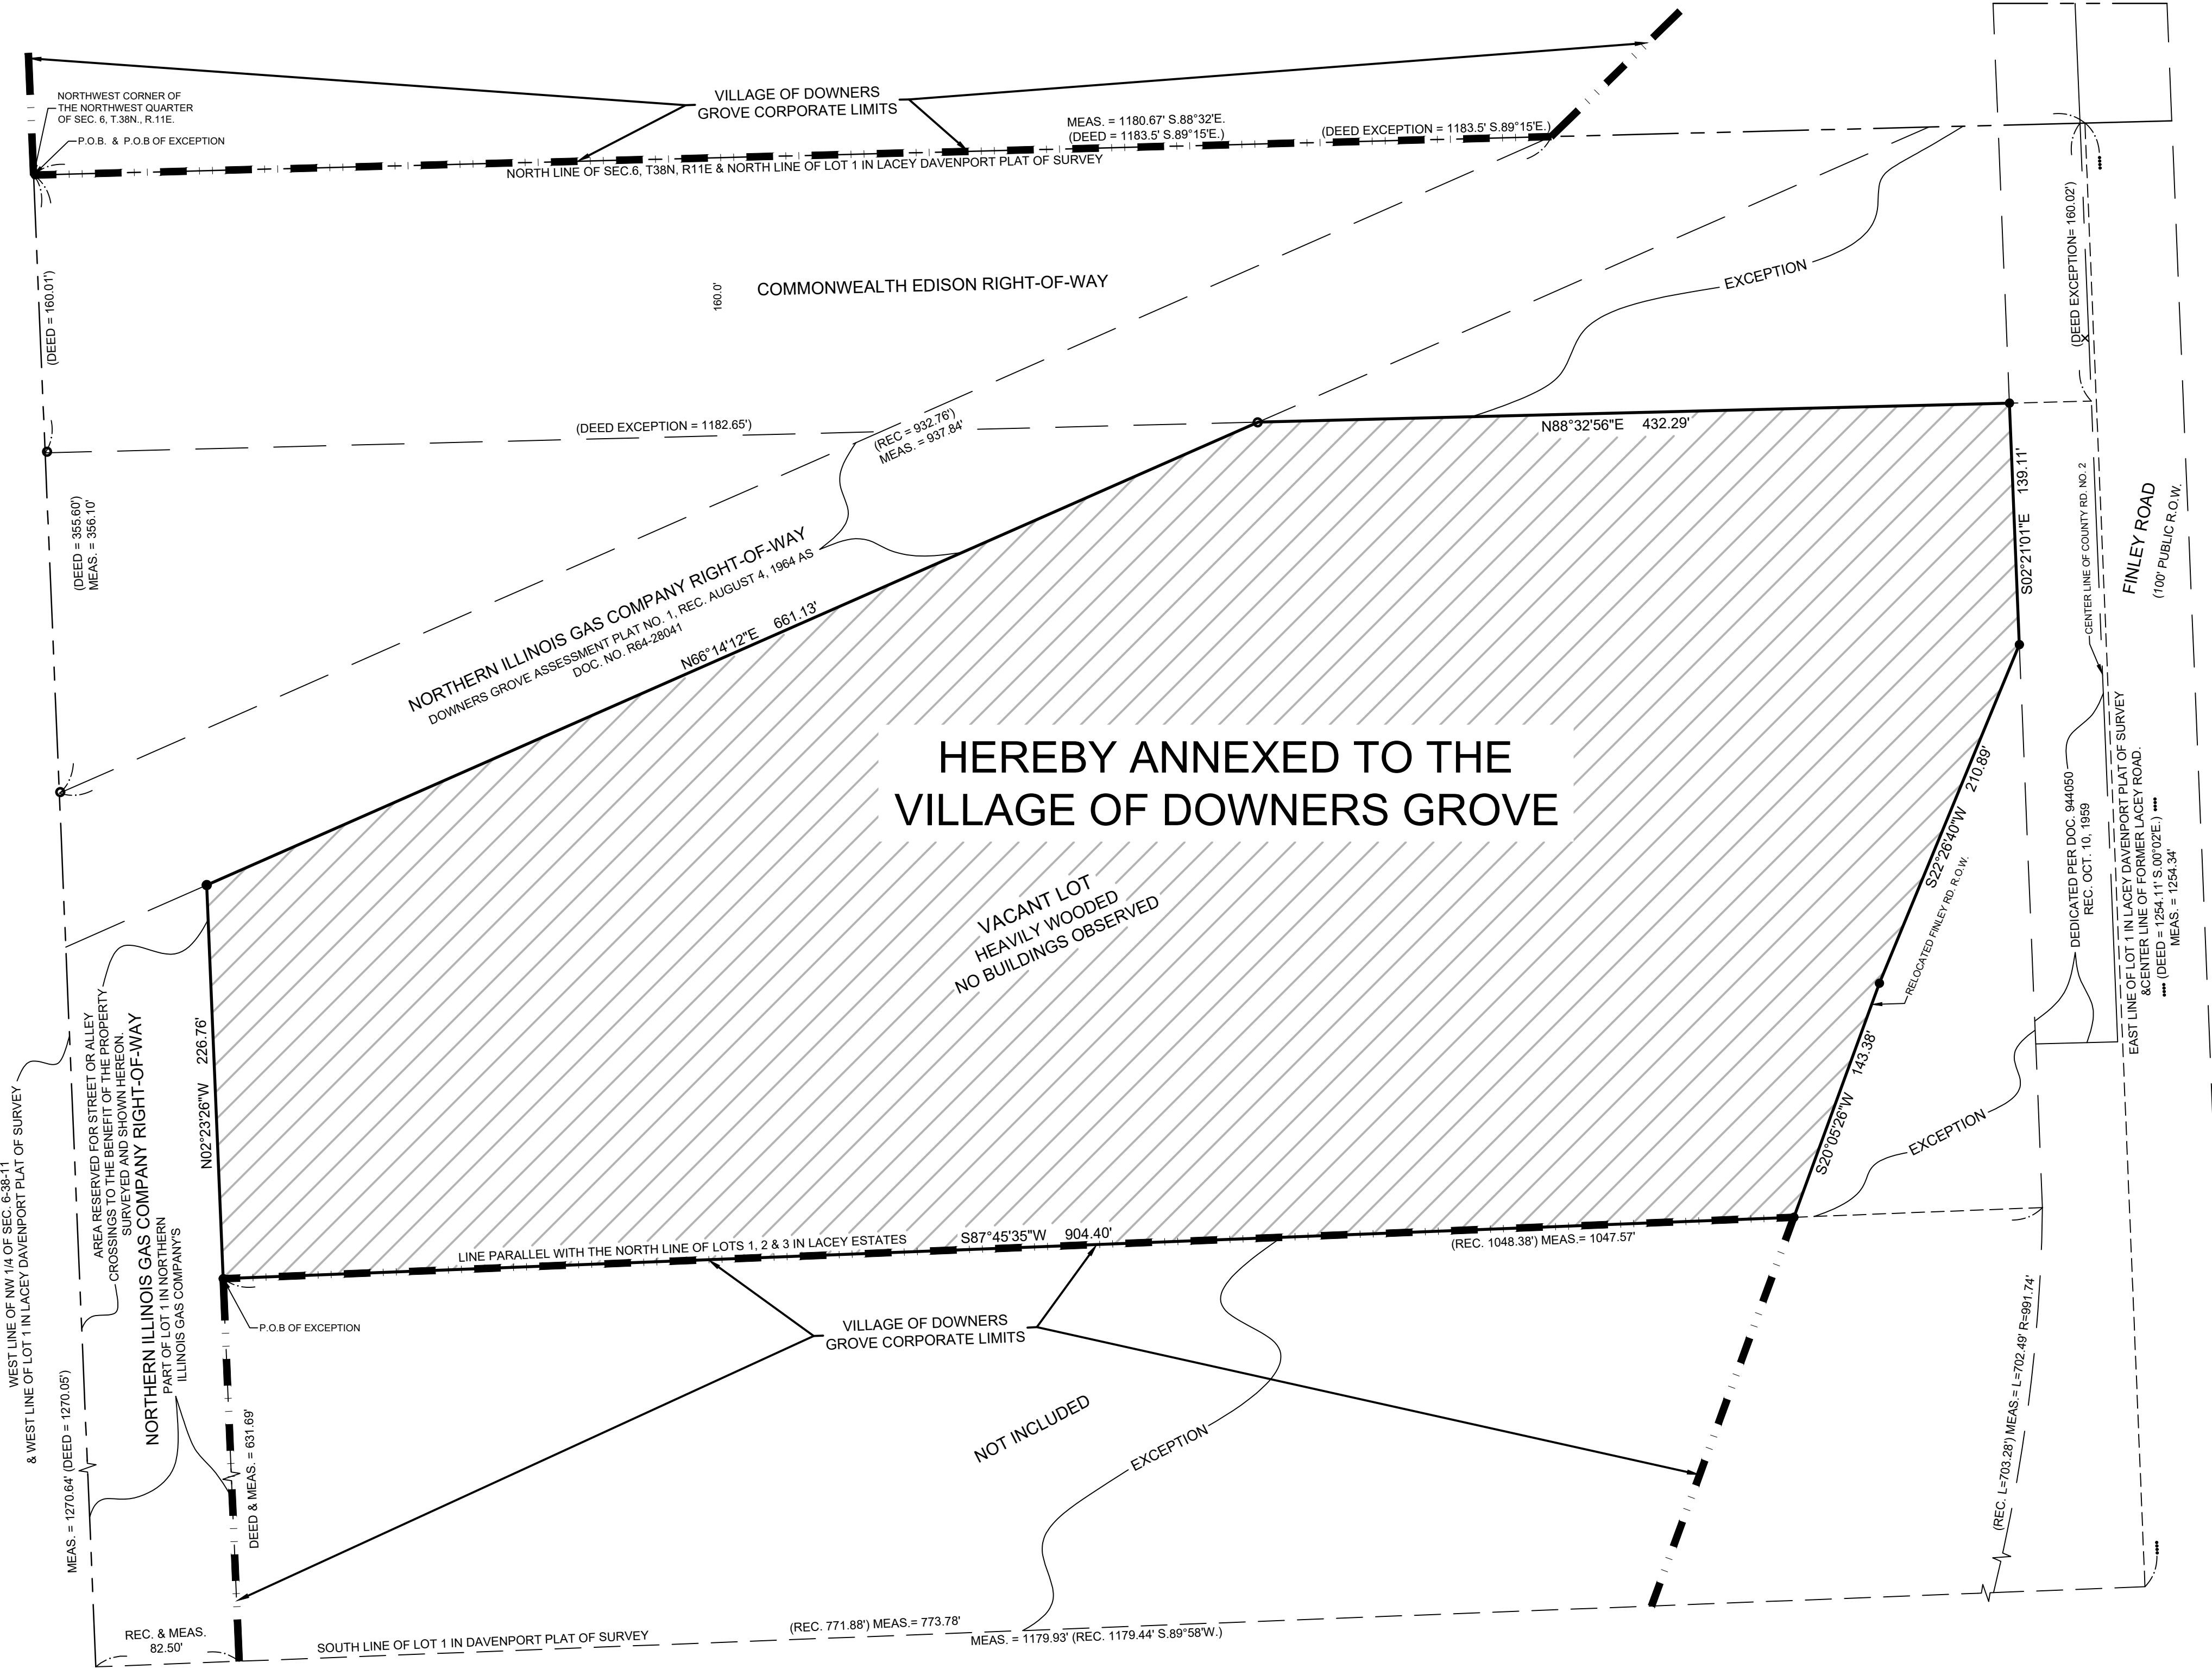 VILLAGE OF DOWNERS
GROVE CORPORATE LIMITS
NORTHWEST CORNER OF
THE NORTHWEST QUARTER
OF SEC. 6, T.38N., R.11E.
P.O.B. & P.O.B OF EXCEPTION
MEAS. = 1180.67' S.88°32'E.
(DEED = 1183.5' S.89°15'E.)
(DEED EXCEPTION = 1183.5' S.89°15'E.)
NORTH LINE OF SEC.6, T38N, R11E & NORTH LINE OF LOT 1 IN LACEY DAVENPORT PLAT OF SURVEY
(DEED = 160.01')
160.0'
COMMONWEALTH EDISON RIGHT-OF-WAY
EXCEPTION
(DEED EXCEPTION= 160.02')
X
(DEED EXCEPTION = 1182.65')
(REC = 932.76')
MEAS. = 937.84'
N88°32'56"E 432.29'
S02°21'01"E 139.11'
CENTER LINE OF COUNTY RD. NO. 2
FINLEY ROAD
(100' PUBLIC R.O.W.
(DEED = 355.60')
MEAS. = 356.10'
NORTHERN ILLINOIS GAS COMPANY RIGHT-OF-WAY
DOWNERS GROVE ASSESSMENT PLAT NO. 1, REC. AUGUST 4, 1964 AS
DOC. NO. R64-28041
N66°14'12"E 661.13'
HEREBY ANNEXED TO THE
VILLAGE OF DOWNERS GROVE
VACANT LOT
HEAVILY WOODED
NO BUILDINGS OBSERVED
S22°26'40"W 210.89'
RELOCATED FINLEY RD. R.O.W.
DEDICATED PER DOC. 944050
REC. OCT. 10, 1959
EAST LINE OF LOT 1 IN LACEY DAVENPORT PLAT OF SURVEY
&CENTER LINE OF FORMER LACEY ROAD.
•••• (DEED = 1254.11' S.00°02'E.) ••••
MEAS. = 1254.34'
S20°05'26"W 143.38'
EXCEPTION
N02°23'26"W 226.76'
WEST LINE OF NW 1/4 OF SEC. 6-38-11
& WEST LINE OF LOT 1 IN LACEY DAVENPORT PLAT OF SURVEY
AREA RESERVED FOR STREET OR ALLEY
CROSSINGS TO THE BENEFIT OF THE PROPERTY
SURVEYED AND SHOWN HEREON.
NORTHERN ILLINOIS GAS COMPANY RIGHT-OF-WAY
PART OF LOT 1 IN NORTHERN
ILLINOIS GAS COMPANY'S
LINE PARALLEL WITH THE NORTH LINE OF LOTS 1, 2 & 3 IN LACEY ESTATES
S87°45'35"W 904.40'
(REC. 1048.38') MEAS.= 1047.57'
P.O.B OF EXCEPTION
VILLAGE OF DOWNERS
GROVE CORPORATE LIMITS
NOT INCLUDED
EXCEPTION
MEAS. = 1270.64' (DEED = 1270.05')
DEED & MEAS. = 631.69'
(REC. L=703.28') MEAS.= L=702.49' R=991.74'
REC. & MEAS.
82.50'
SOUTH LINE OF LOT 1 IN DAVENPORT PLAT OF SURVEY
(REC. 771.88') MEAS.= 773.78'
MEAS. = 1179.93' (REC. 1179.44' S.89°58'W.)